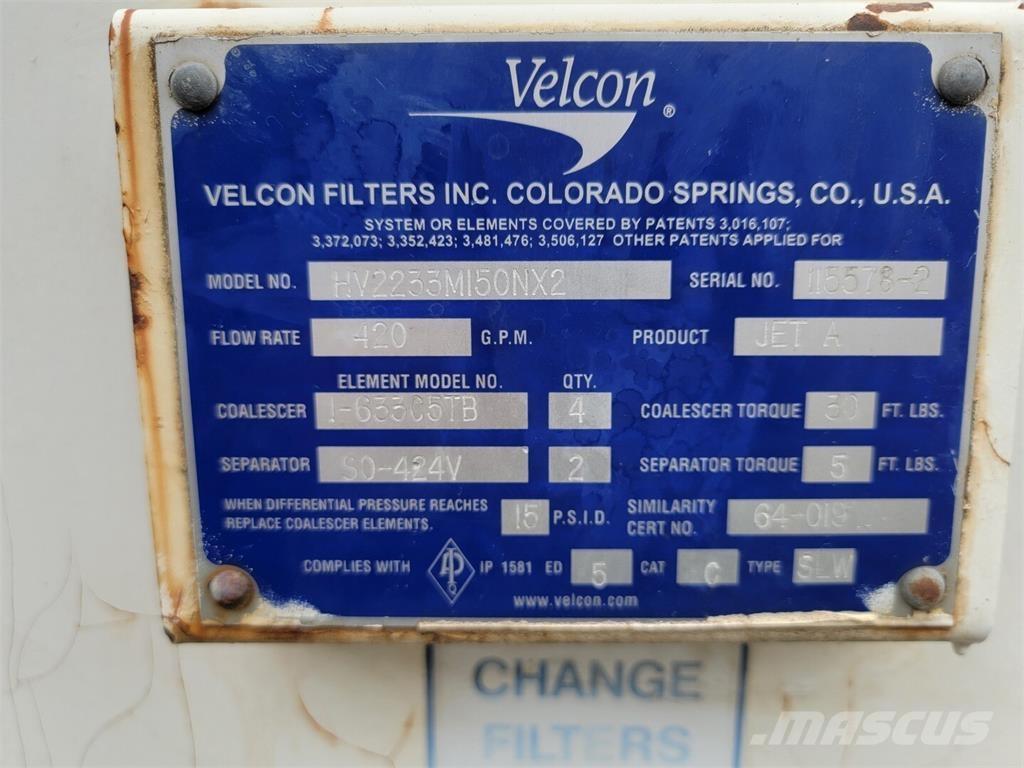 Velcon®
VELCON FILTERS INC. COLORADO SPRINGS, CO., U.S.A.
SYSTEM OR ELEMENTS COVERED BY PATENTS 3,016,107;
3,372,073; 3,352,423; 3,481,476; 3,506,127 OTHER PATENTS APPLIED FOR
MODEL NO. HV2233M150NX2 SERIAL NO. 115578-2
FLOW RATE 420 G.P.M. PRODUCT JET A
ELEMENT MODEL NO. QTY.
COALESCER I-633C5TB 4 COALESCER TORQUE 30 FT. LBS.
SEPARATOR SO-424V 2 SEPARATOR TORQUE 5 FT. LBS.
WHEN DIFFERENTIAL PRESSURE REACHES 15 P.S.I.D. SIMILARITY
REPLACE COALESCER ELEMENTS. CERT NO.
COMPLIES WITH API Q IP 1581 ED 5 CAT C TYPE SLW
www.velcon.com
CHANGE
FILTERS
MASCUS